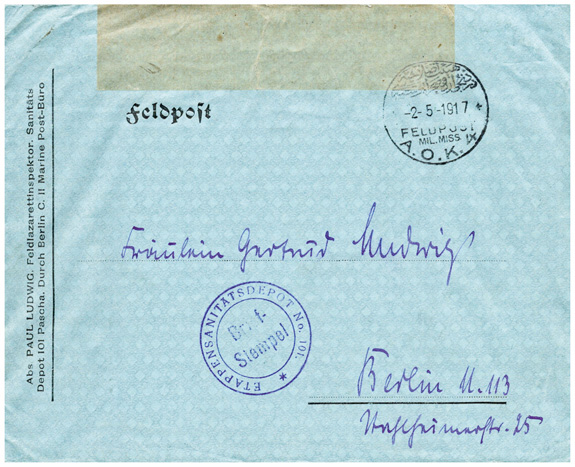 Abs PAUL LUDWIG, Feldlazarettinspektor, Sanitäts
Depot 101 Pascha, Durch Berlin C. II Marine Post-Büro
Feldpost
-2-5-1917
FELDPOST
MIL. MISS
A.O.K. IX
Fräulein Gertrud Ludwig
ETAPPENSANITÄTSDEPOT No. 101.
Stempel
Berlin N. 113